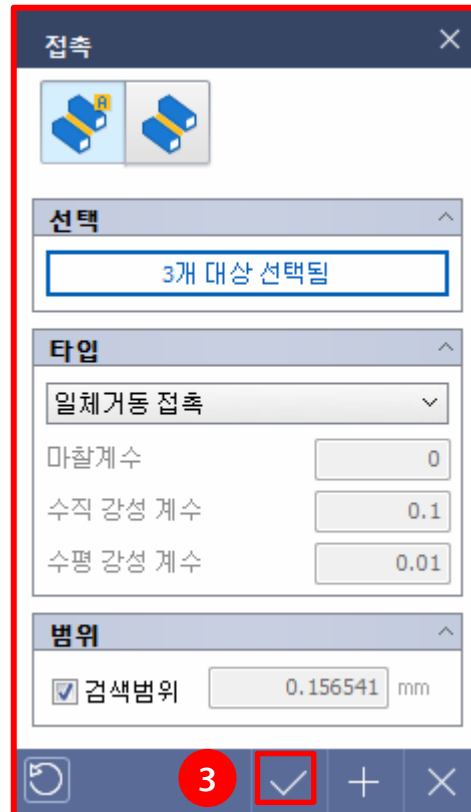 접촉
A
선택
3개 대상 선택됨
타입
일체거동 접촉
마찰계수 0
수직 강성 계수 0.1
수평 강성 계수 0.01
범위
검색범위 0.156541 mm
3